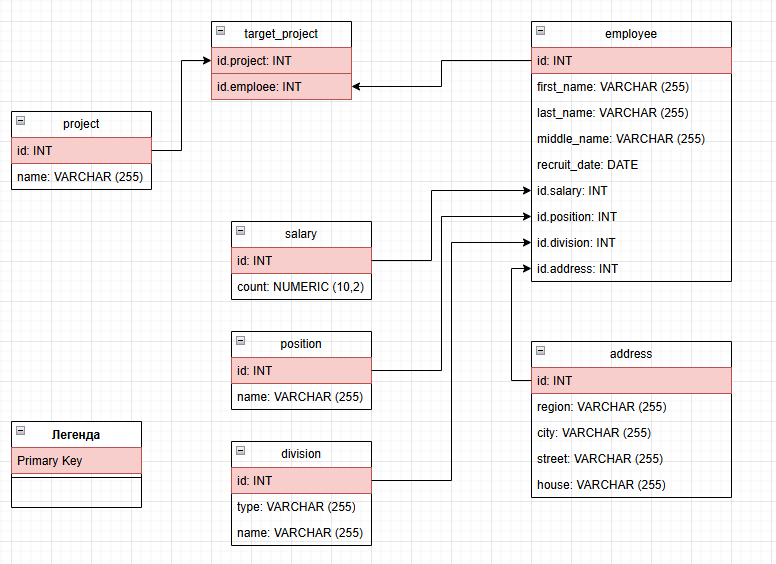 target_project
id.project: INT
id.emploee: INT
employee
id: INT
first_name: VARCHAR (255)
last_name: VARCHAR (255)
middle_name: VARCHAR (255)
recruit_date: DATE
id.salary: INT
id.position: INT
id.division: INT
id.address: INT
project
id: INT
name: VARCHAR (255)
salary
id: INT
count: NUMERIC (10,2)
position
id: INT
name: VARCHAR (255)
address
id: INT
region: VARCHAR (255)
city: VARCHAR (255)
street: VARCHAR (255)
house: VARCHAR (255)
Легенда
Primary Key
division
id: INT
type: VARCHAR (255)
name: VARCHAR (255)